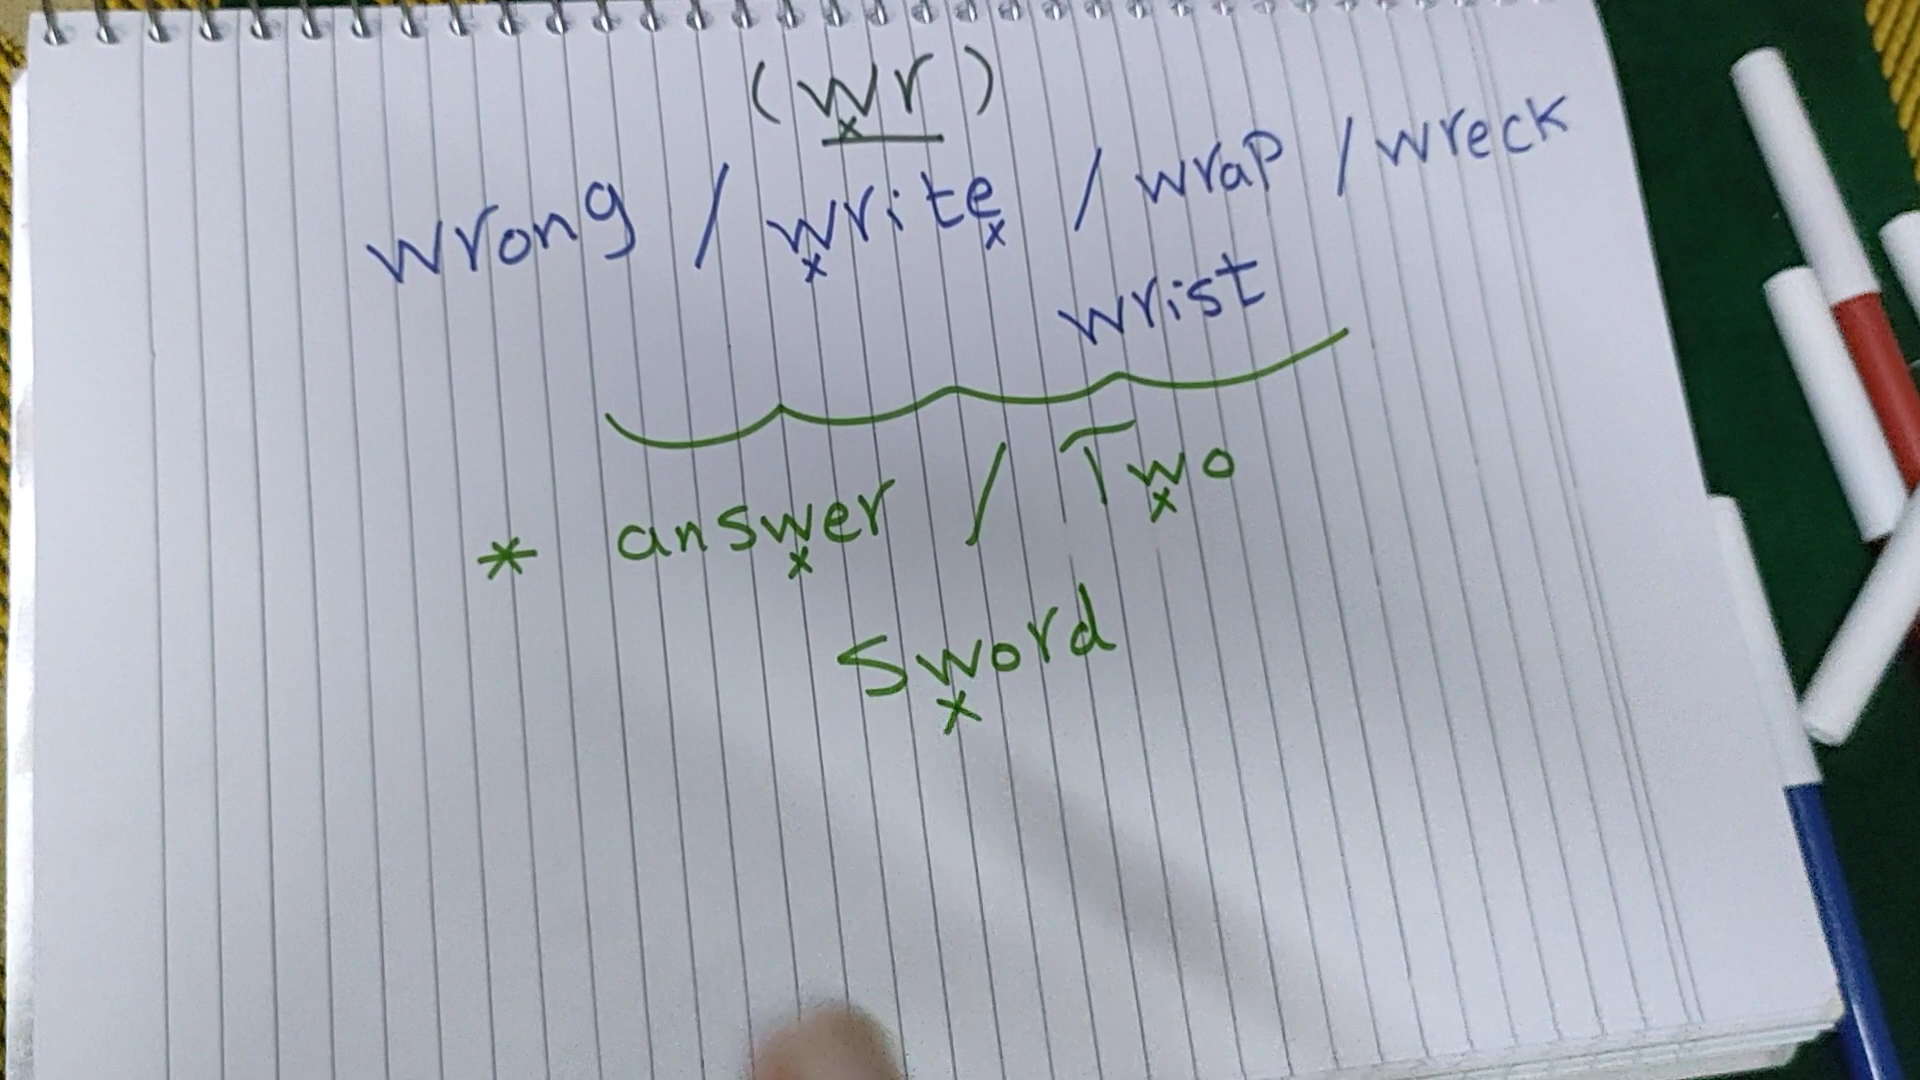 (wr)
wrong / write / wrap / wreck
wrist
* answer / Two
Sword